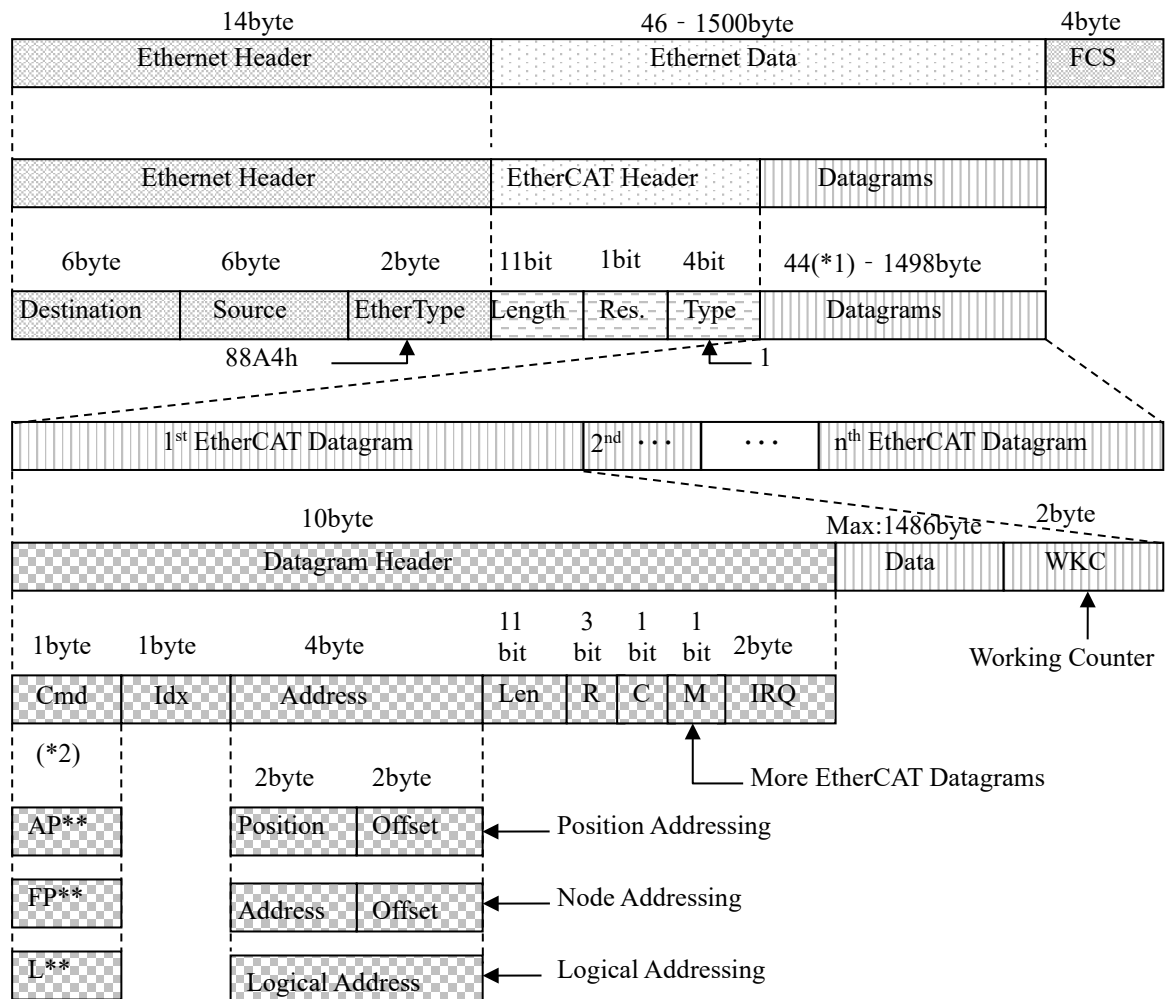 14byte 46 - 1500byte 4byte
Ethernet Header Ethernet Data FCS
Ethernet Header EtherCAT Header Datagrams
6byte 6byte 2byte 11bit 1bit 4bit 44(*1) - 1498byte
Destination Source EtherType Length Res. Type Datagrams
88A4h 1
1st EtherCAT Datagram 2nd ··· ··· nth EtherCAT Datagram
10byte Max:1486byte 2byte
Datagram Header Data WKC
11 3 1 1
1byte 1byte 4byte bit bit bit bit 2byte
Working Counter
Cmd Idx Address Len R C M IRQ
(*2)
2byte 2byte More EtherCAT Datagrams
AP** Position Offset Position Addressing
FP** Address Offset Node Addressing
L** Logical Address Logical Addressing